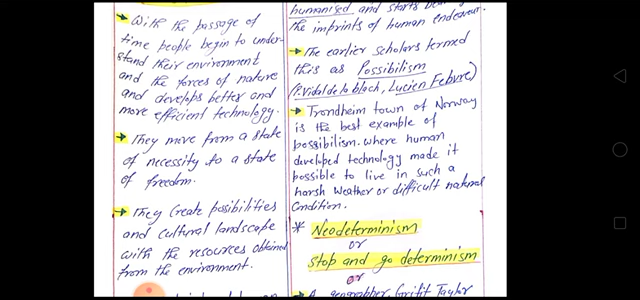 → With the passage of
time people begin to under-
stand their environment
and the forces of nature
and develops better and
more efficient technology.
→ They move from a state
of necessity to a state
of freedom.
→ They create possibilities
and cultural landscape
with the resources obtained
from the environment.
humanised and starts
the imprints of human endeavour.
→ The earlier scholars termed
this as Possibilism
(P. Vidal de la bloch, Lucien Febvre)
→ Trondheim town of Norway
is the best example of
possibilism. where human
developed technology made it
possible to live in such a
harsh weather or difficult natural
Condition.
* Neodeterminism
or
stop and go determinism
or
→ A geographer, Griffit Taylor